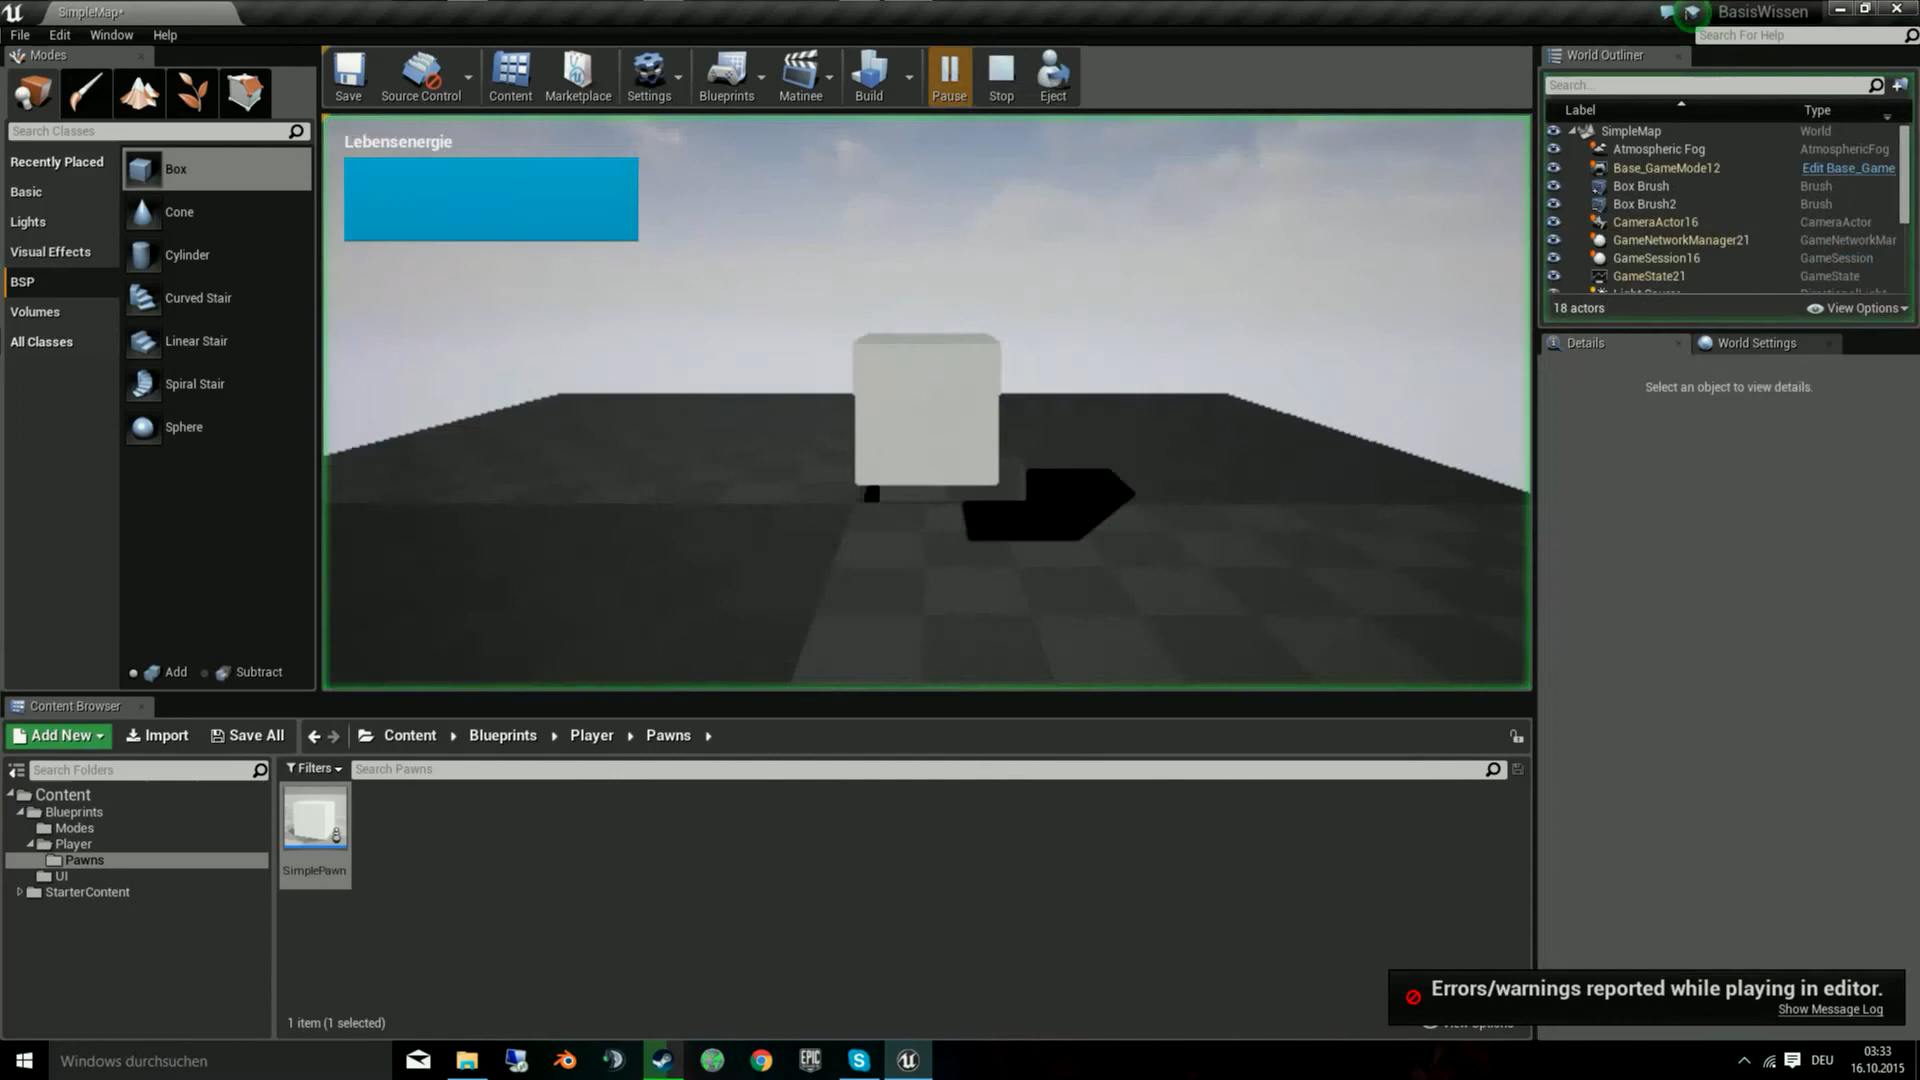 SimpleMap*
BasisWissen
File Edit Window Help
Search For Help
Modes
Save
Source Control
Content
Marketplace
Settings
Blueprints
Matinee
Build
Pause
Stop
Eject
World Outliner
Search...
Label Type
SimpleMap World
Atmospheric Fog AtmosphericFog
Base_GameMode12 Edit Base_Game
Box Brush Brush
Box Brush2 Brush
CameraActor16 CameraActor
GameNetworkManager21 GameNetworkMar
GameSession16 GameSession
GameState21 GameState
18 actors
View Options
Search Classes
Recently Placed
Basic
Lights
Visual Effects
BSP
Volumes
All Classes
Box
Cone
Cylinder
Curved Stair
Linear Stair
Spiral Stair
Sphere
Add Subtract
Lebensenergie
Details
World Settings
Select an object to view details.
Content Browser
Add New
Import
Save All
Content Blueprints Player Pawns
Search Folders
Filters
Search Pawns
Content
Blueprints
Modes
Player
Pawns
UI
StarterContent
SimplePawn
1 item (1 selected)
Errors/warnings reported while playing in editor.
Show Message Log
Windows durchsuchen
EPIC
DEU
03:33
16.10.2015